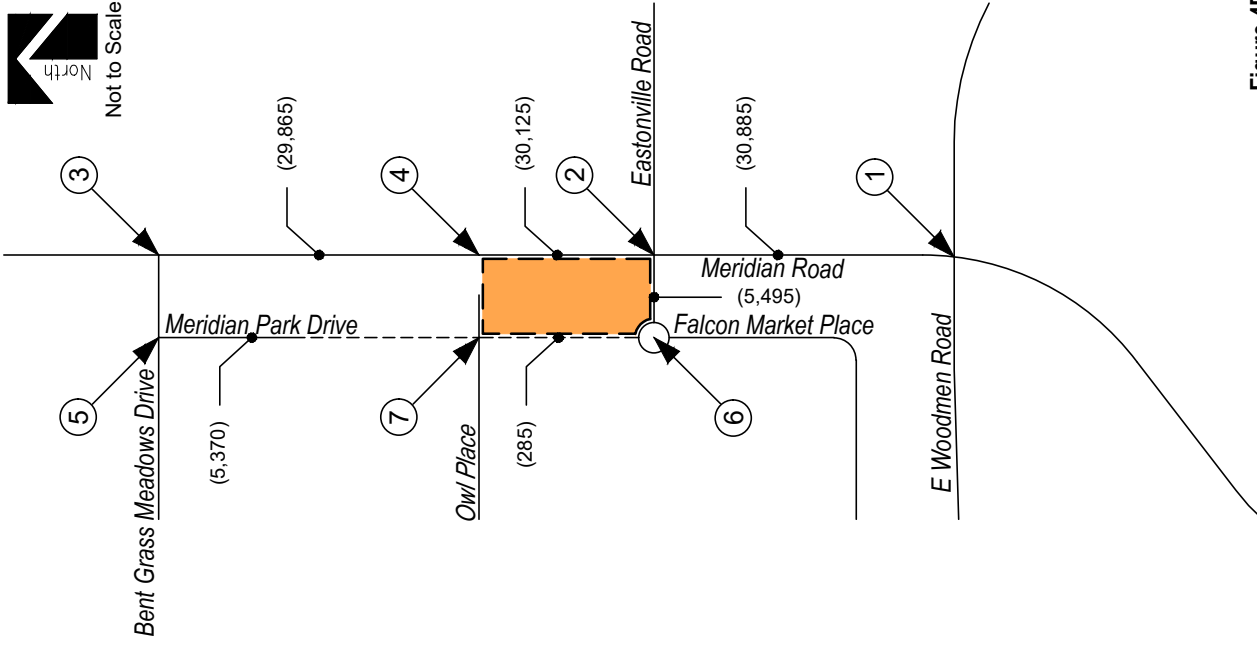 North
Not to Scale
3
(29,865)
4
(30,125)
2
Eastonville Road
(30,885)
1
Meridian Road
(5,495)
Meridian Park Drive
Falcon Market Place
5
Bent Grass Meadows Drive
(5,370)
7
Owl Place
(285)
6
E Woodmen Road